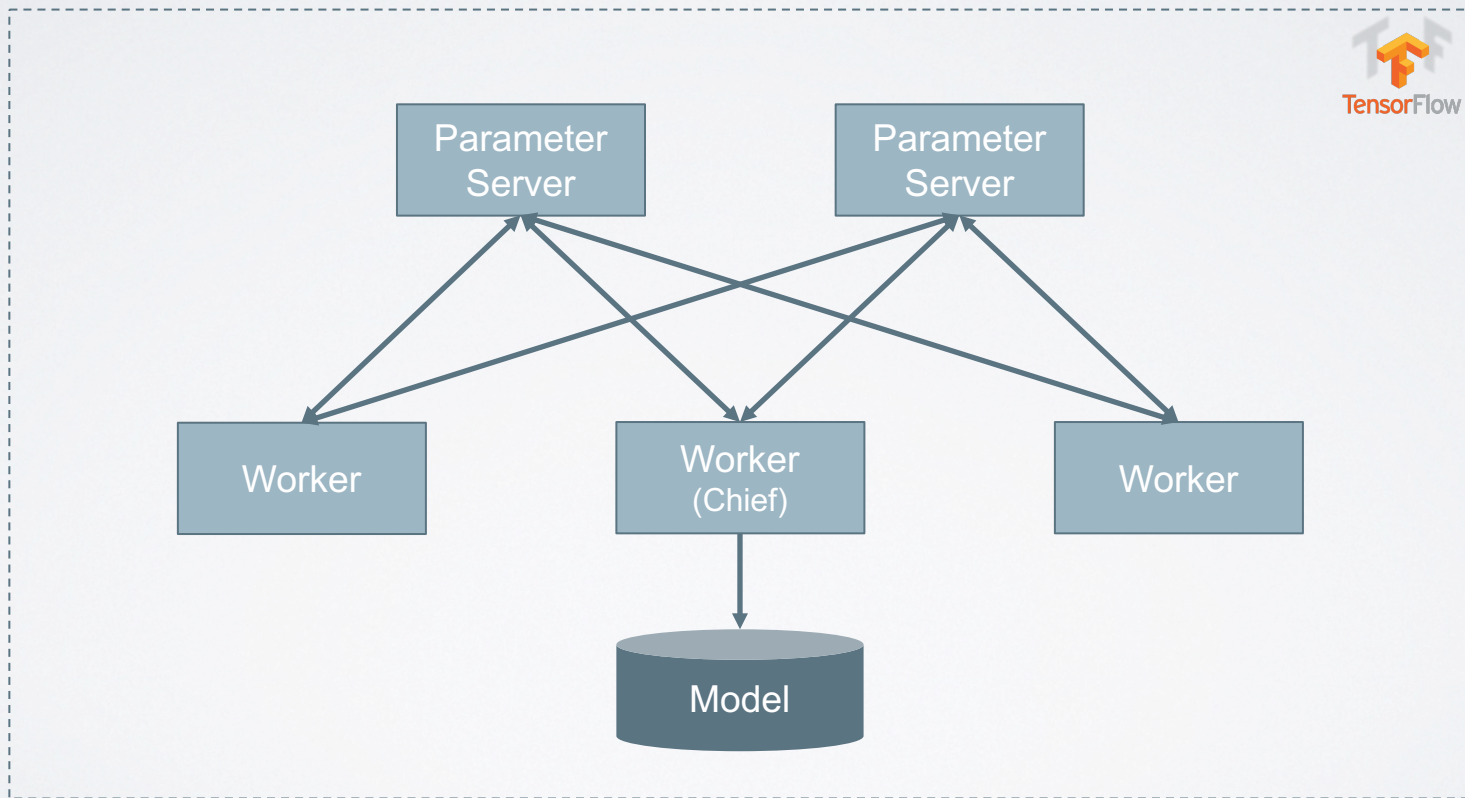 TensorFlow
Parameter
Server
Parameter
Server
Worker
Worker
(Chief)
Worker
Model